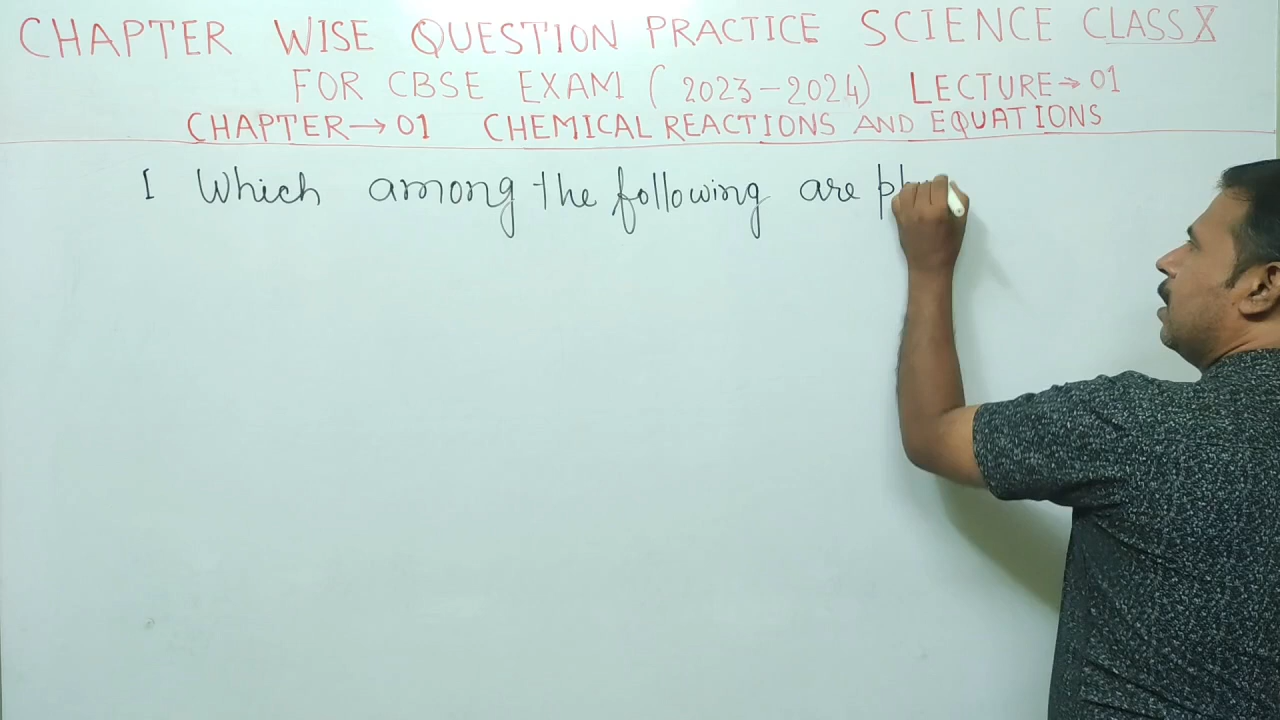 CHAPTER WISE QUESTION PRACTICE SCIENCE CLASS X
FOR CBSE EXAM ( 2023-2024) LECTURE→01
CHAPTER→01 CHEMICAL REACTIONS AND EQUATIONS
I Which among the following are